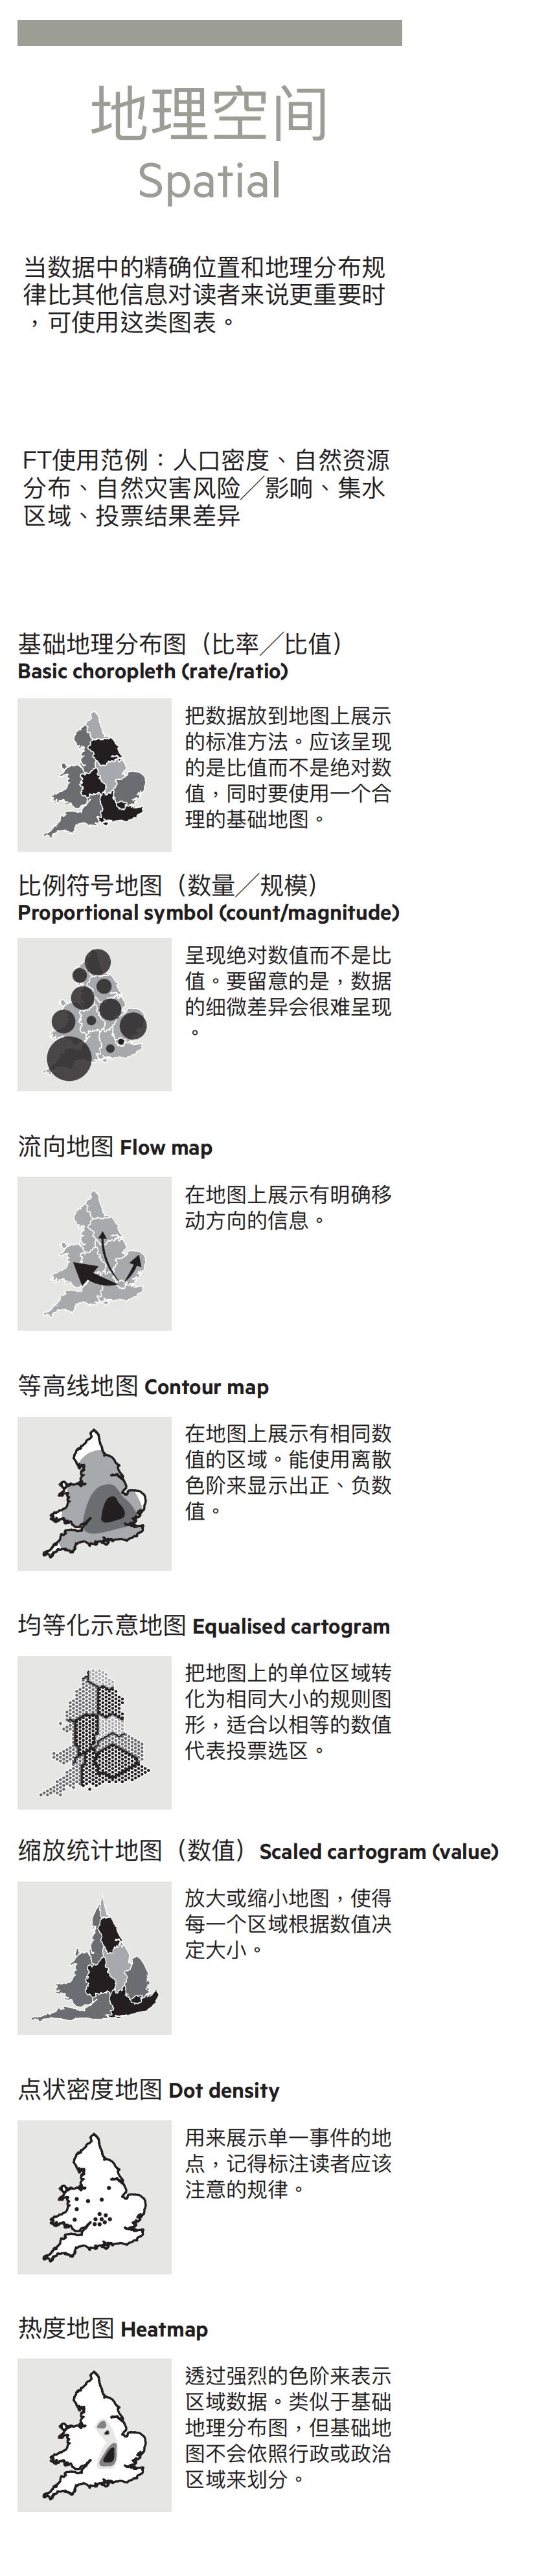 地理空间
Spatial
当数据中的精确位置和地理分布规
律比其他信息对读者来说更重要时
，可使用这类图表。
FT使用范例：人口密度、自然资源
分布、自然灾害风险╱影响、集水
区域、投票结果差异
基础地理分布图（比率╱比值）
Basic choropleth (rate/ratio)
把数据放到地图上展示
的标准方法。应该呈现
的是比值而不是绝对数
值，同时要使用一个合
理的基础地图。
比例符号地图（数量╱规模）
Proportional symbol (count/magnitude)
呈现绝对数值而不是比
值。要留意的是，数据
的细微差异会很难呈现
。
流向地图 Flow map
在地图上展示有明确移
动方向的信息。
等高线地图 Contour map
在地图上展示有相同数
值的区域。能使用离散
色阶来显示出正、负数
值。
均等化示意地图 Equalised cartogram
把地图上的单位区域转
化为相同大小的规则图
形，适合以相等的数值
代表投票选区。
缩放统计地图（数值）Scaled cartogram (value)
放大或缩小地图，使得
每一个区域根据数值决
定大小。
点状密度地图 Dot density
用来展示单一事件的地
点，记得标注读者应该
注意的规律。
热度地图 Heatmap
透过强烈的色阶来表示
区域数据。类似于基础
地理分布图，但基础地
图不会依照行政或政治
区域来划分。